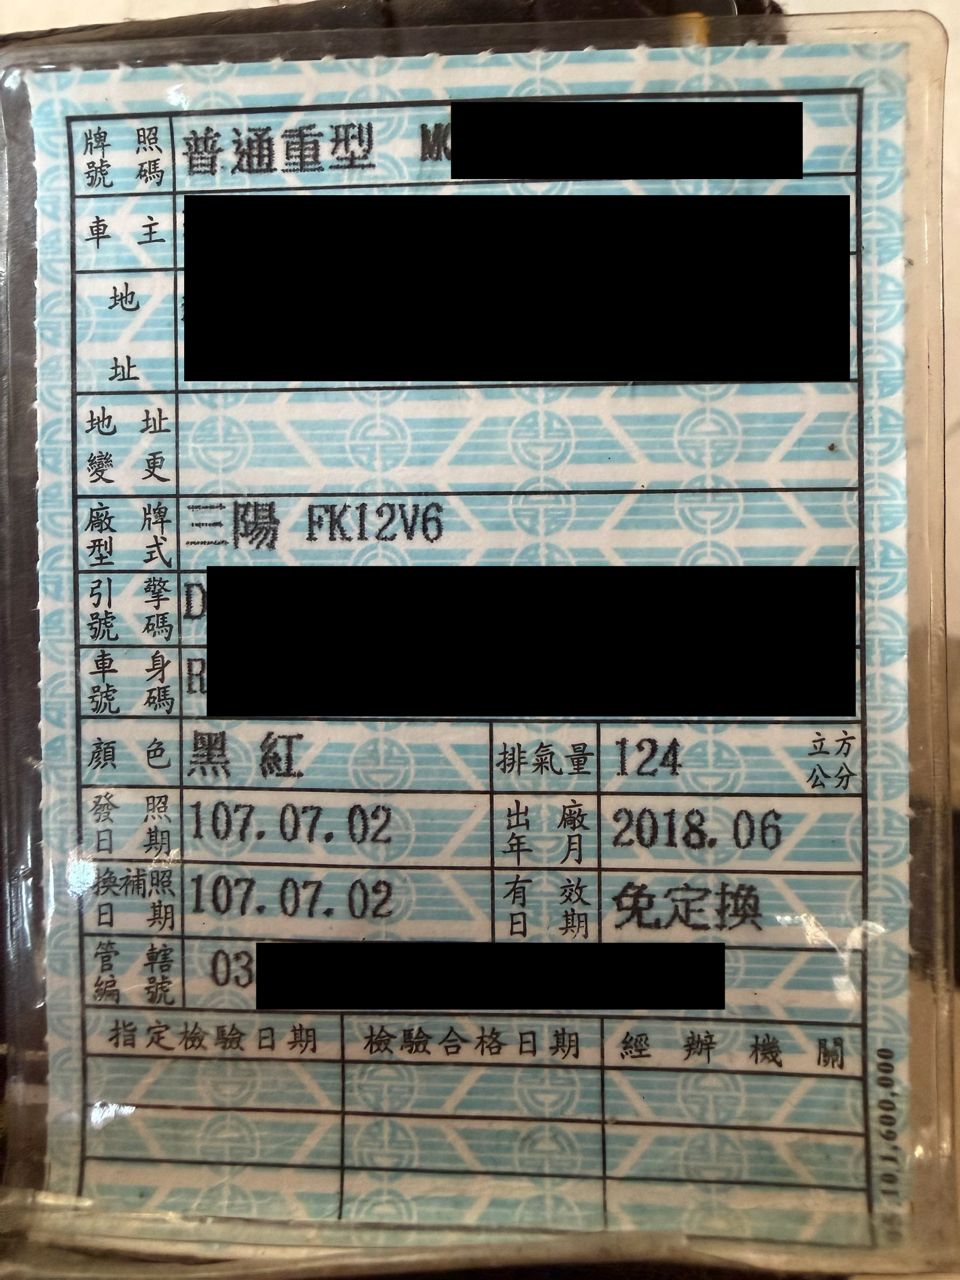 牌照號碼 普通重型 MC
車主
地址
地址變更
廠牌型式 三陽 FK12V6
引擎號碼 D
車身號碼 R
顏色 黑 紅 排氣量 124 立方公分
發照日期 107.07.02 出廠年月 2018.06
換補照日期 107.07.02 有效日期 免定換
管轄編號 03
指定檢驗日期 檢驗合格日期 經辦機關
101,600,000